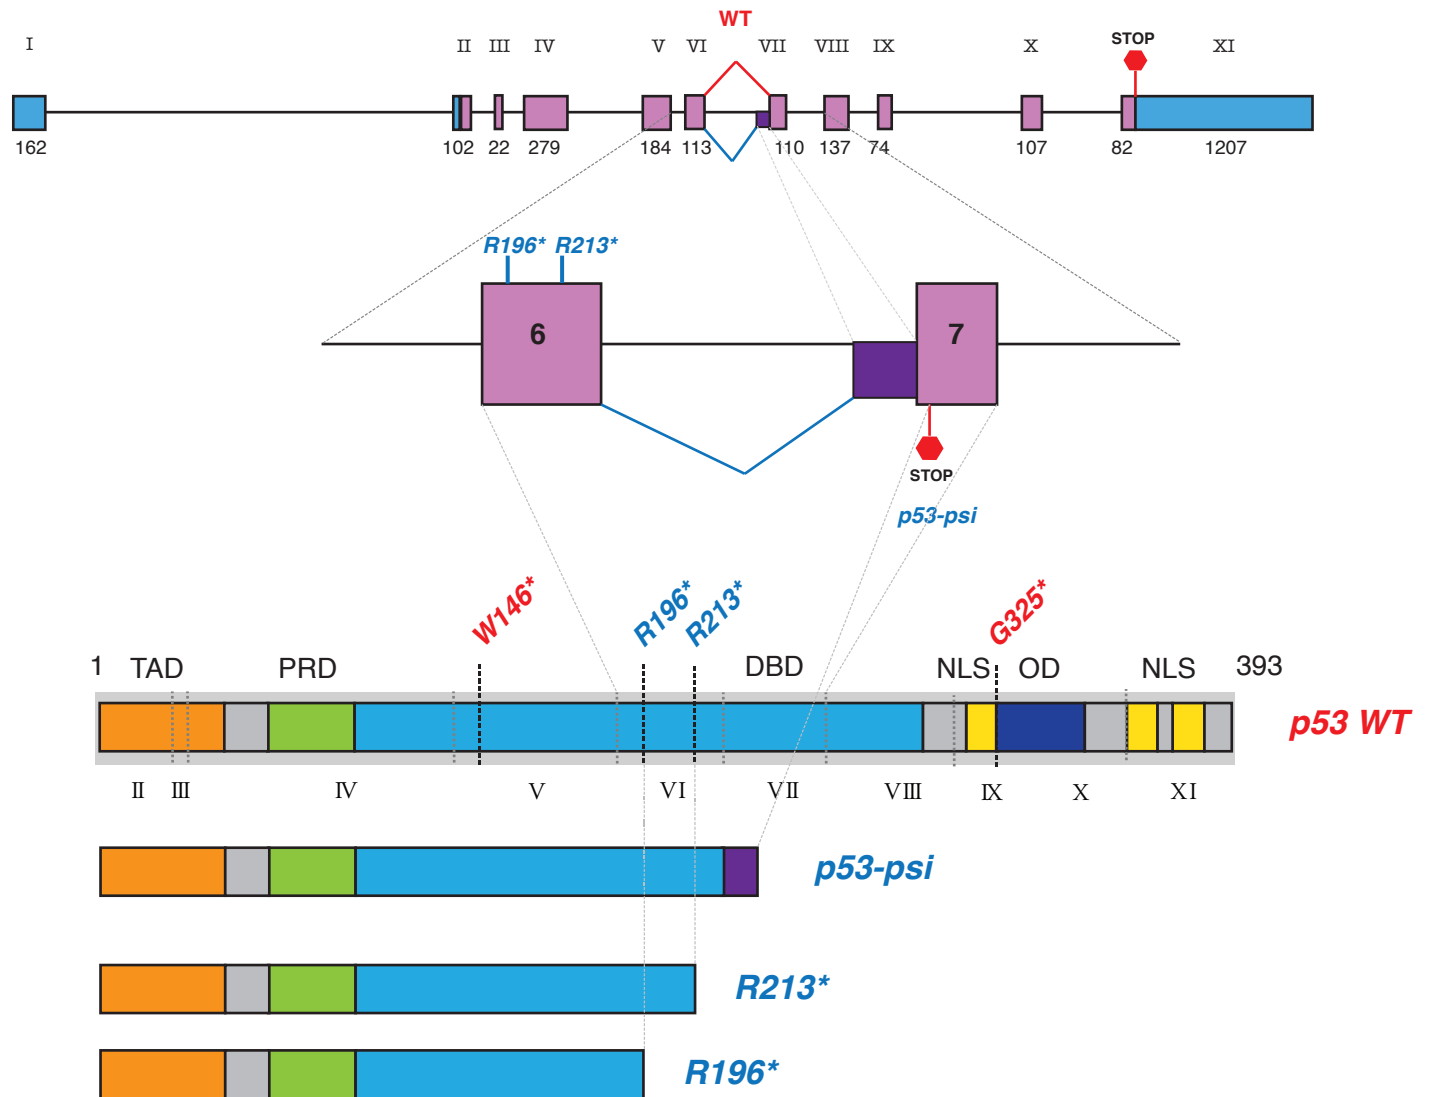 WT
I II III IV V VI VII VIII IX X STOP XI
162 102 22 279 184 113 110 137 74 107 82 1207
R196* R213*
6 7
STOP
p53-psi
W146* R196* R213* G325*
1 TAD PRD DBD NLS OD NLS 393
p53 WT
II III IV V VI VII VIII IX X XI
p53-psi
R213*
R196*